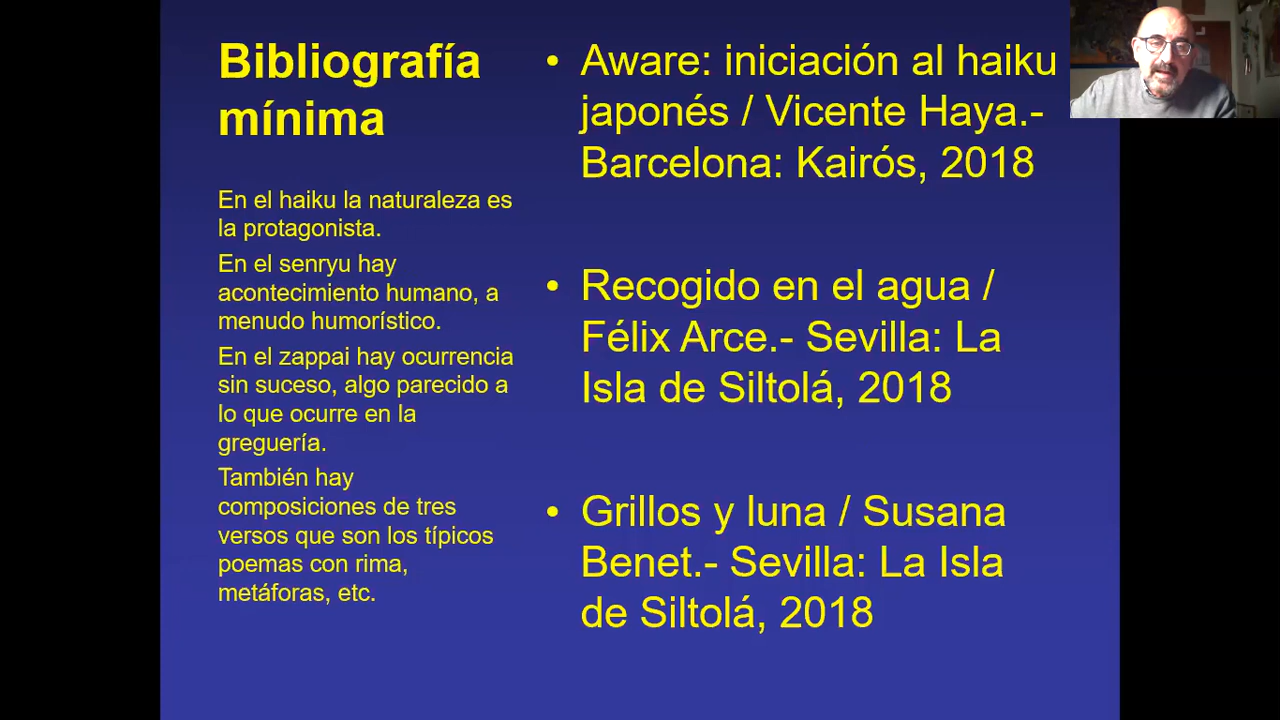 Bibliografía
mínima
En el haiku la naturaleza es
la protagonista.
En el senryu hay
acontecimiento humano, a
menudo humorístico.
En el zappai hay ocurrencia
sin suceso, algo parecido a
lo que ocurre en la
greguería.
También hay
composiciones de tres
versos que son los típicos
poemas con rima,
metáforas, etc.
• Aware: iniciación al haiku
japonés / Vicente Haya.-
Barcelona: Kairós, 2018
• Recogido en el agua /
Félix Arce.- Sevilla: La
Isla de Siltolá, 2018
• Grillos y luna / Susana
Benet.- Sevilla: La Isla
de Siltolá, 2018